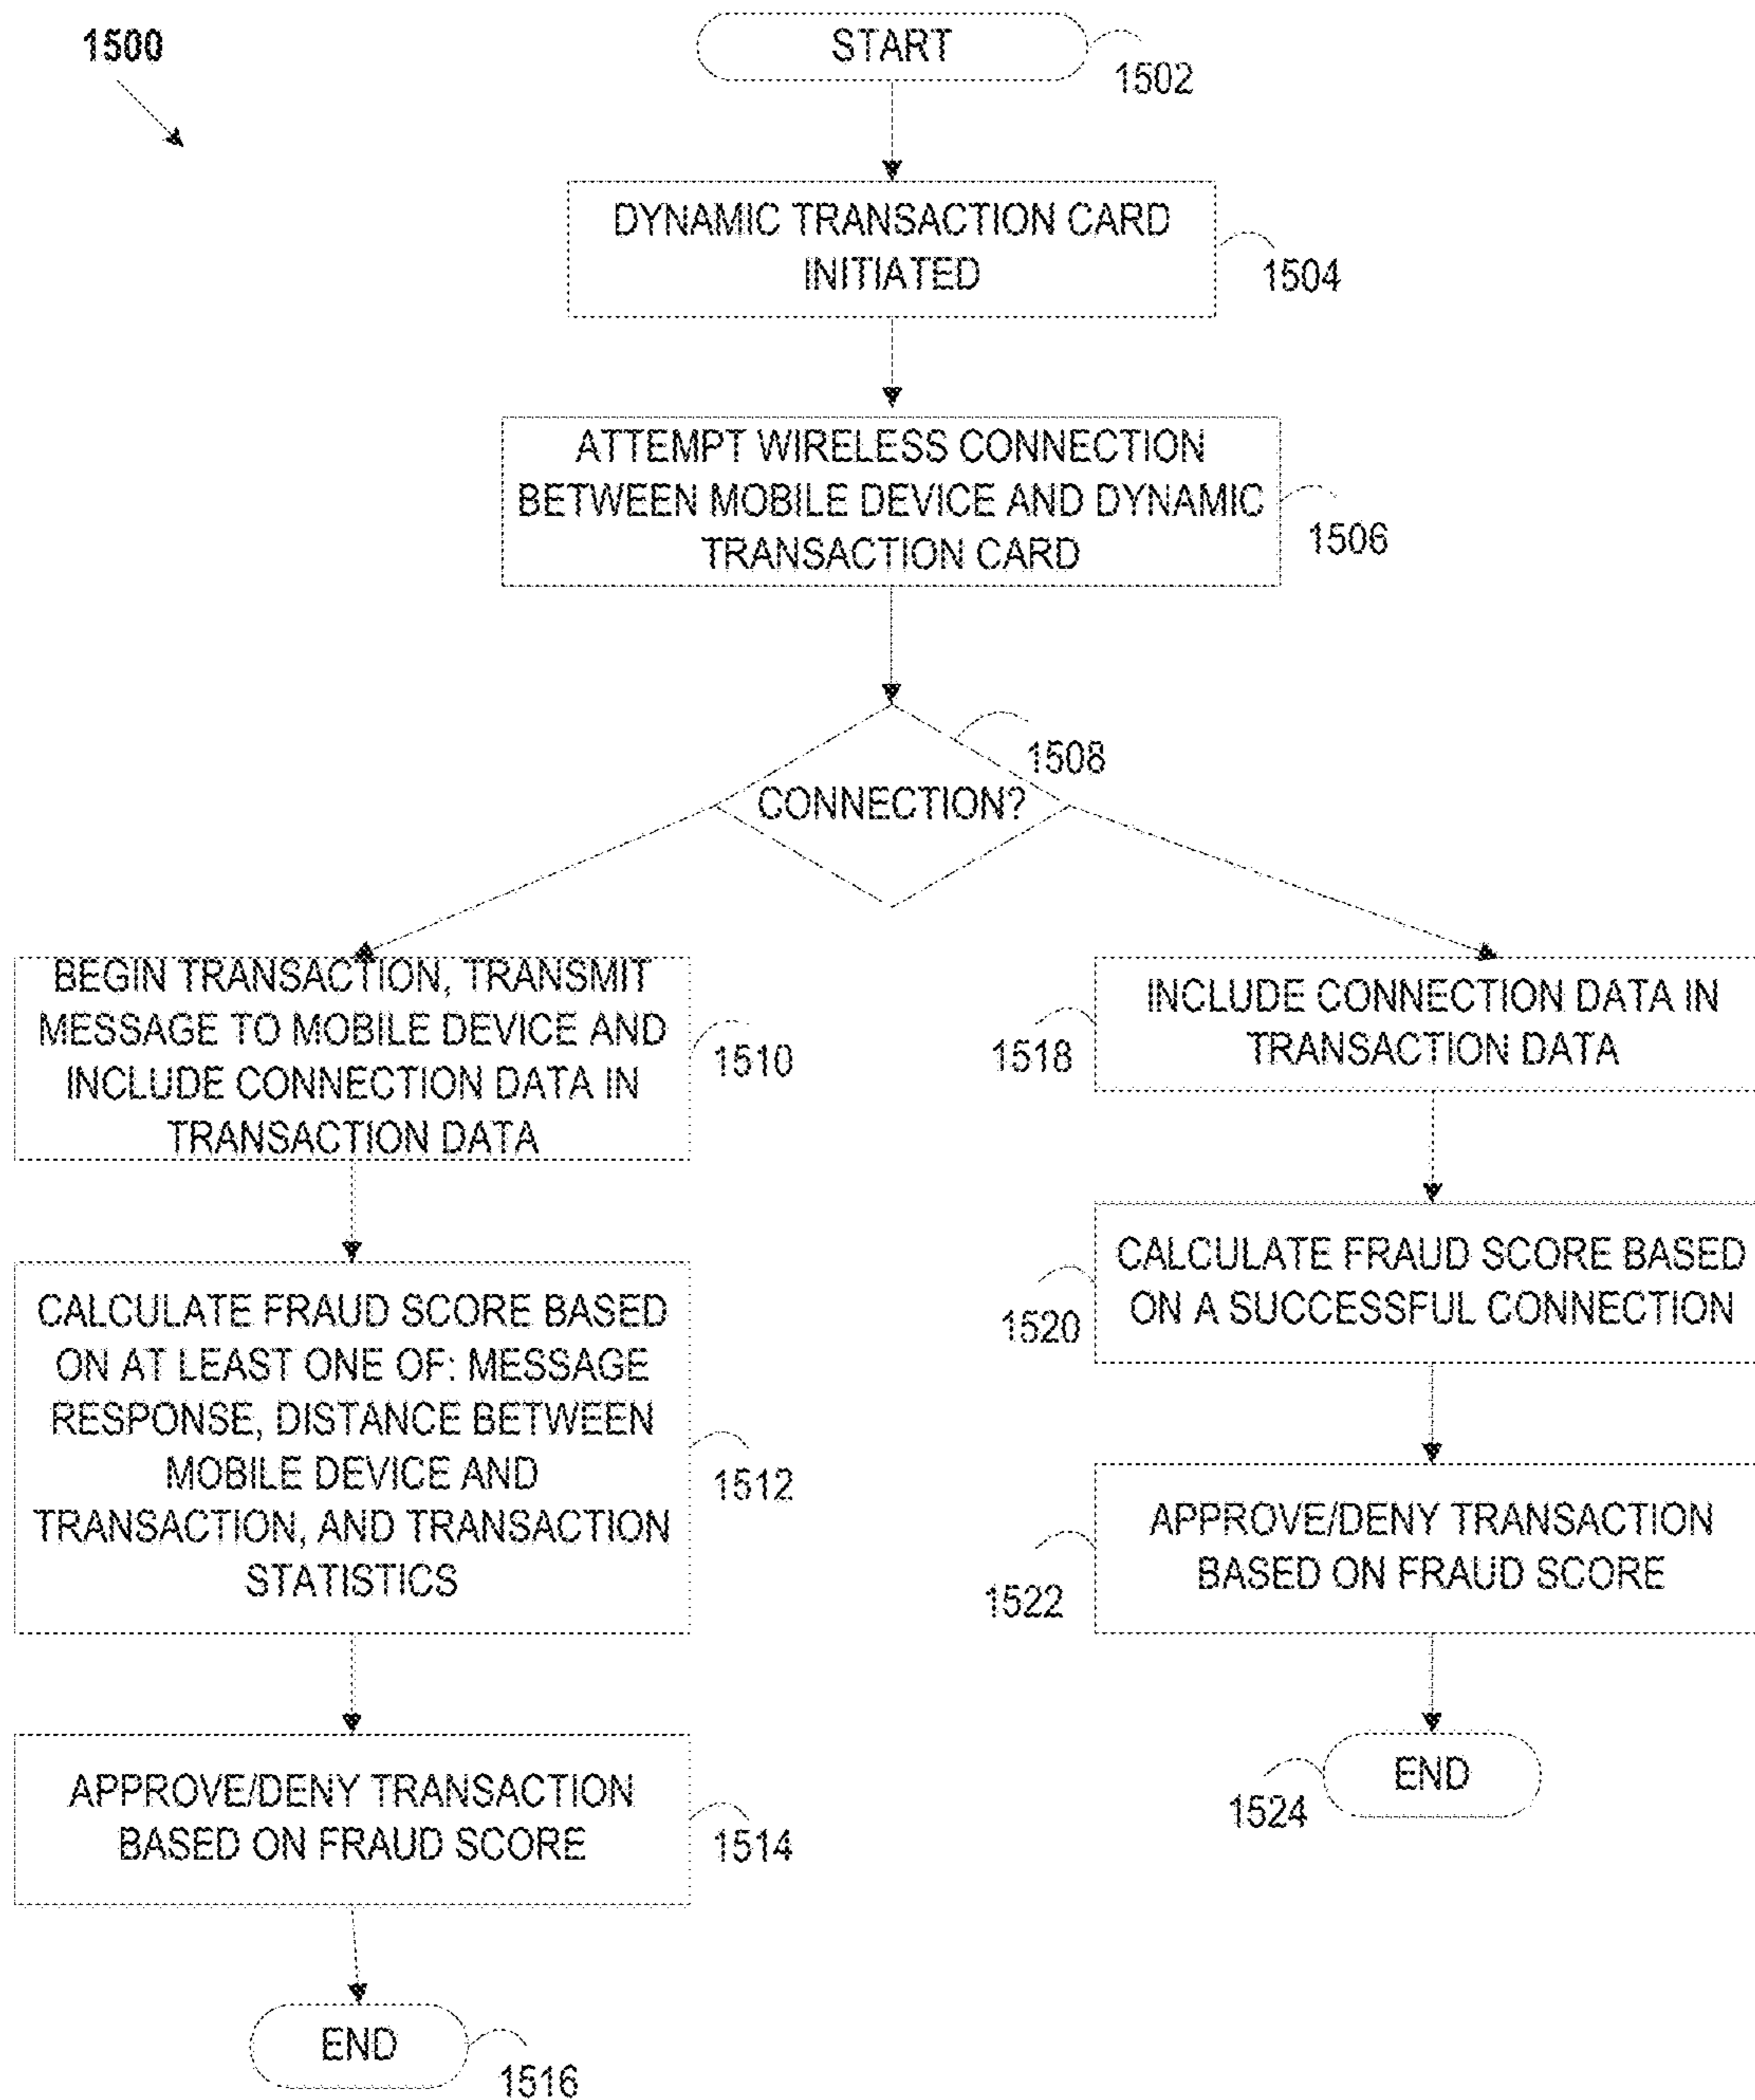 1500
START
1502
DYNAMIC TRANSACTION CARD
INITIATED
1504
ATTEMPT WIRELESS CONNECTION
BETWEEN MOBILE DEVICE AND DYNAMIC
TRANSACTION CARD
1506
1508
CONNECTION?
BEGIN TRANSACTION, TRANSMIT
MESSAGE TO MOBILE DEVICE AND
INCLUDE CONNECTION DATA IN
TRANSACTION DATA
1510
CALCULATE FRAUD SCORE BASED
ON AT LEAST ONE OF: MESSAGE
RESPONSE, DISTANCE BETWEEN
MOBILE DEVICE AND
TRANSACTION, AND TRANSACTION
STATISTICS
1512
APPROVE/DENY TRANSACTION
BASED ON FRAUD SCORE
1514
END
1516
INCLUDE CONNECTION DATA IN
TRANSACTION DATA
1518
CALCULATE FRAUD SCORE BASED
ON A SUCCESSFUL CONNECTION
1520
APPROVE/DENY TRANSACTION
BASED ON FRAUD SCORE
1522
END
1524